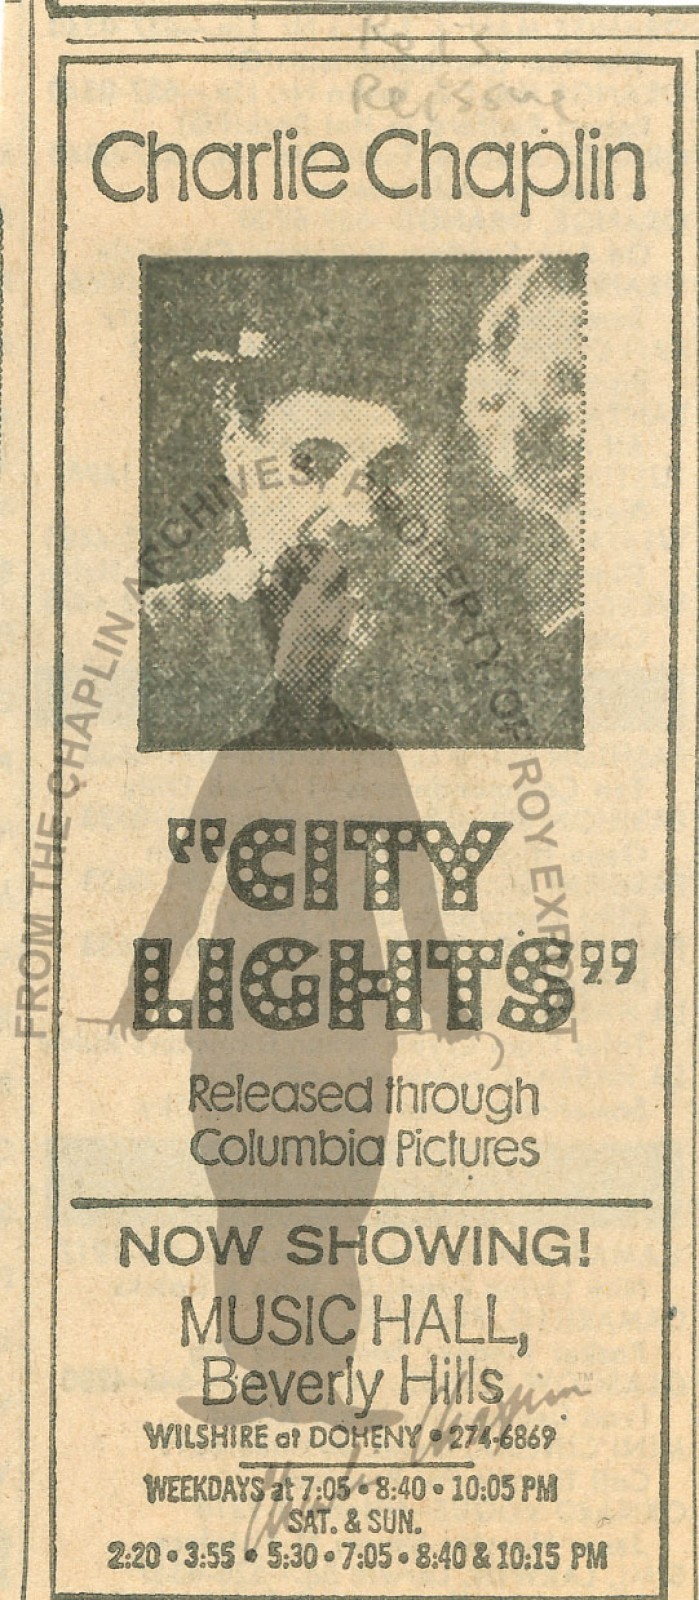 Reissue
Charlie Chaplin
FROM THE CHAPLIN ARCHIVES, PROPERTY OF ROY EXPORT
"CITY
LIGHTS"
Released through
Columbia Pictures
NOW SHOWING!
MUSIC HALL,
Beverly Hills
Charlie Chaplin™
WILSHIRE at DOHENY • 274-6869
WEEKDAYS at 7:05 • 8:40 • 10:05 PM
SAT. & SUN.
2:20 • 3:55 • 5:30 • 7:05 • 8:40 & 10:15 PM